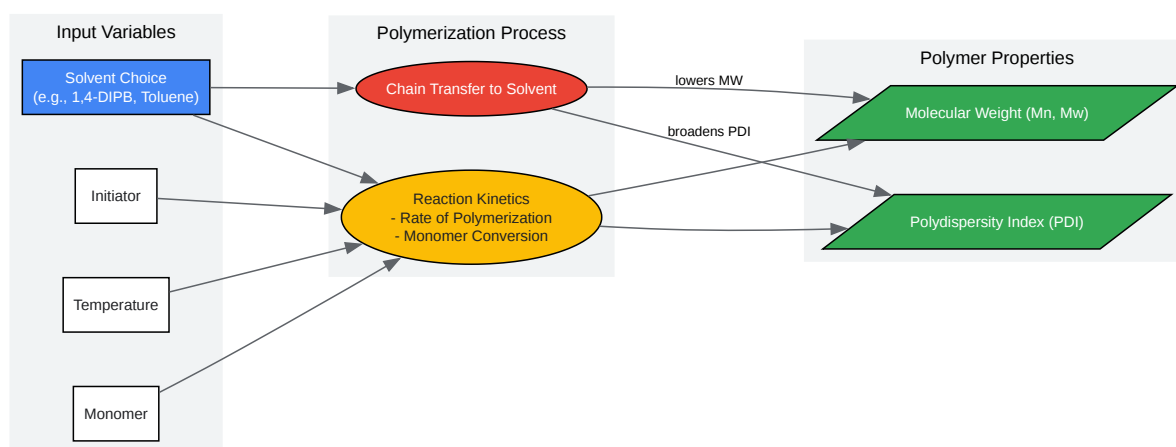 Input Variables
Solvent Choice
(e.g., 1,4-DIPB, Toluene)
Initiator
Temperature
Monomer
Polymerization Process
Chain Transfer to Solvent
Reaction Kinetics
- Rate of Polymerization
- Monomer Conversion
lowers MW
broadens PDI
Polymer Properties
Molecular Weight (Mn, Mw)
Polydispersity Index (PDI)